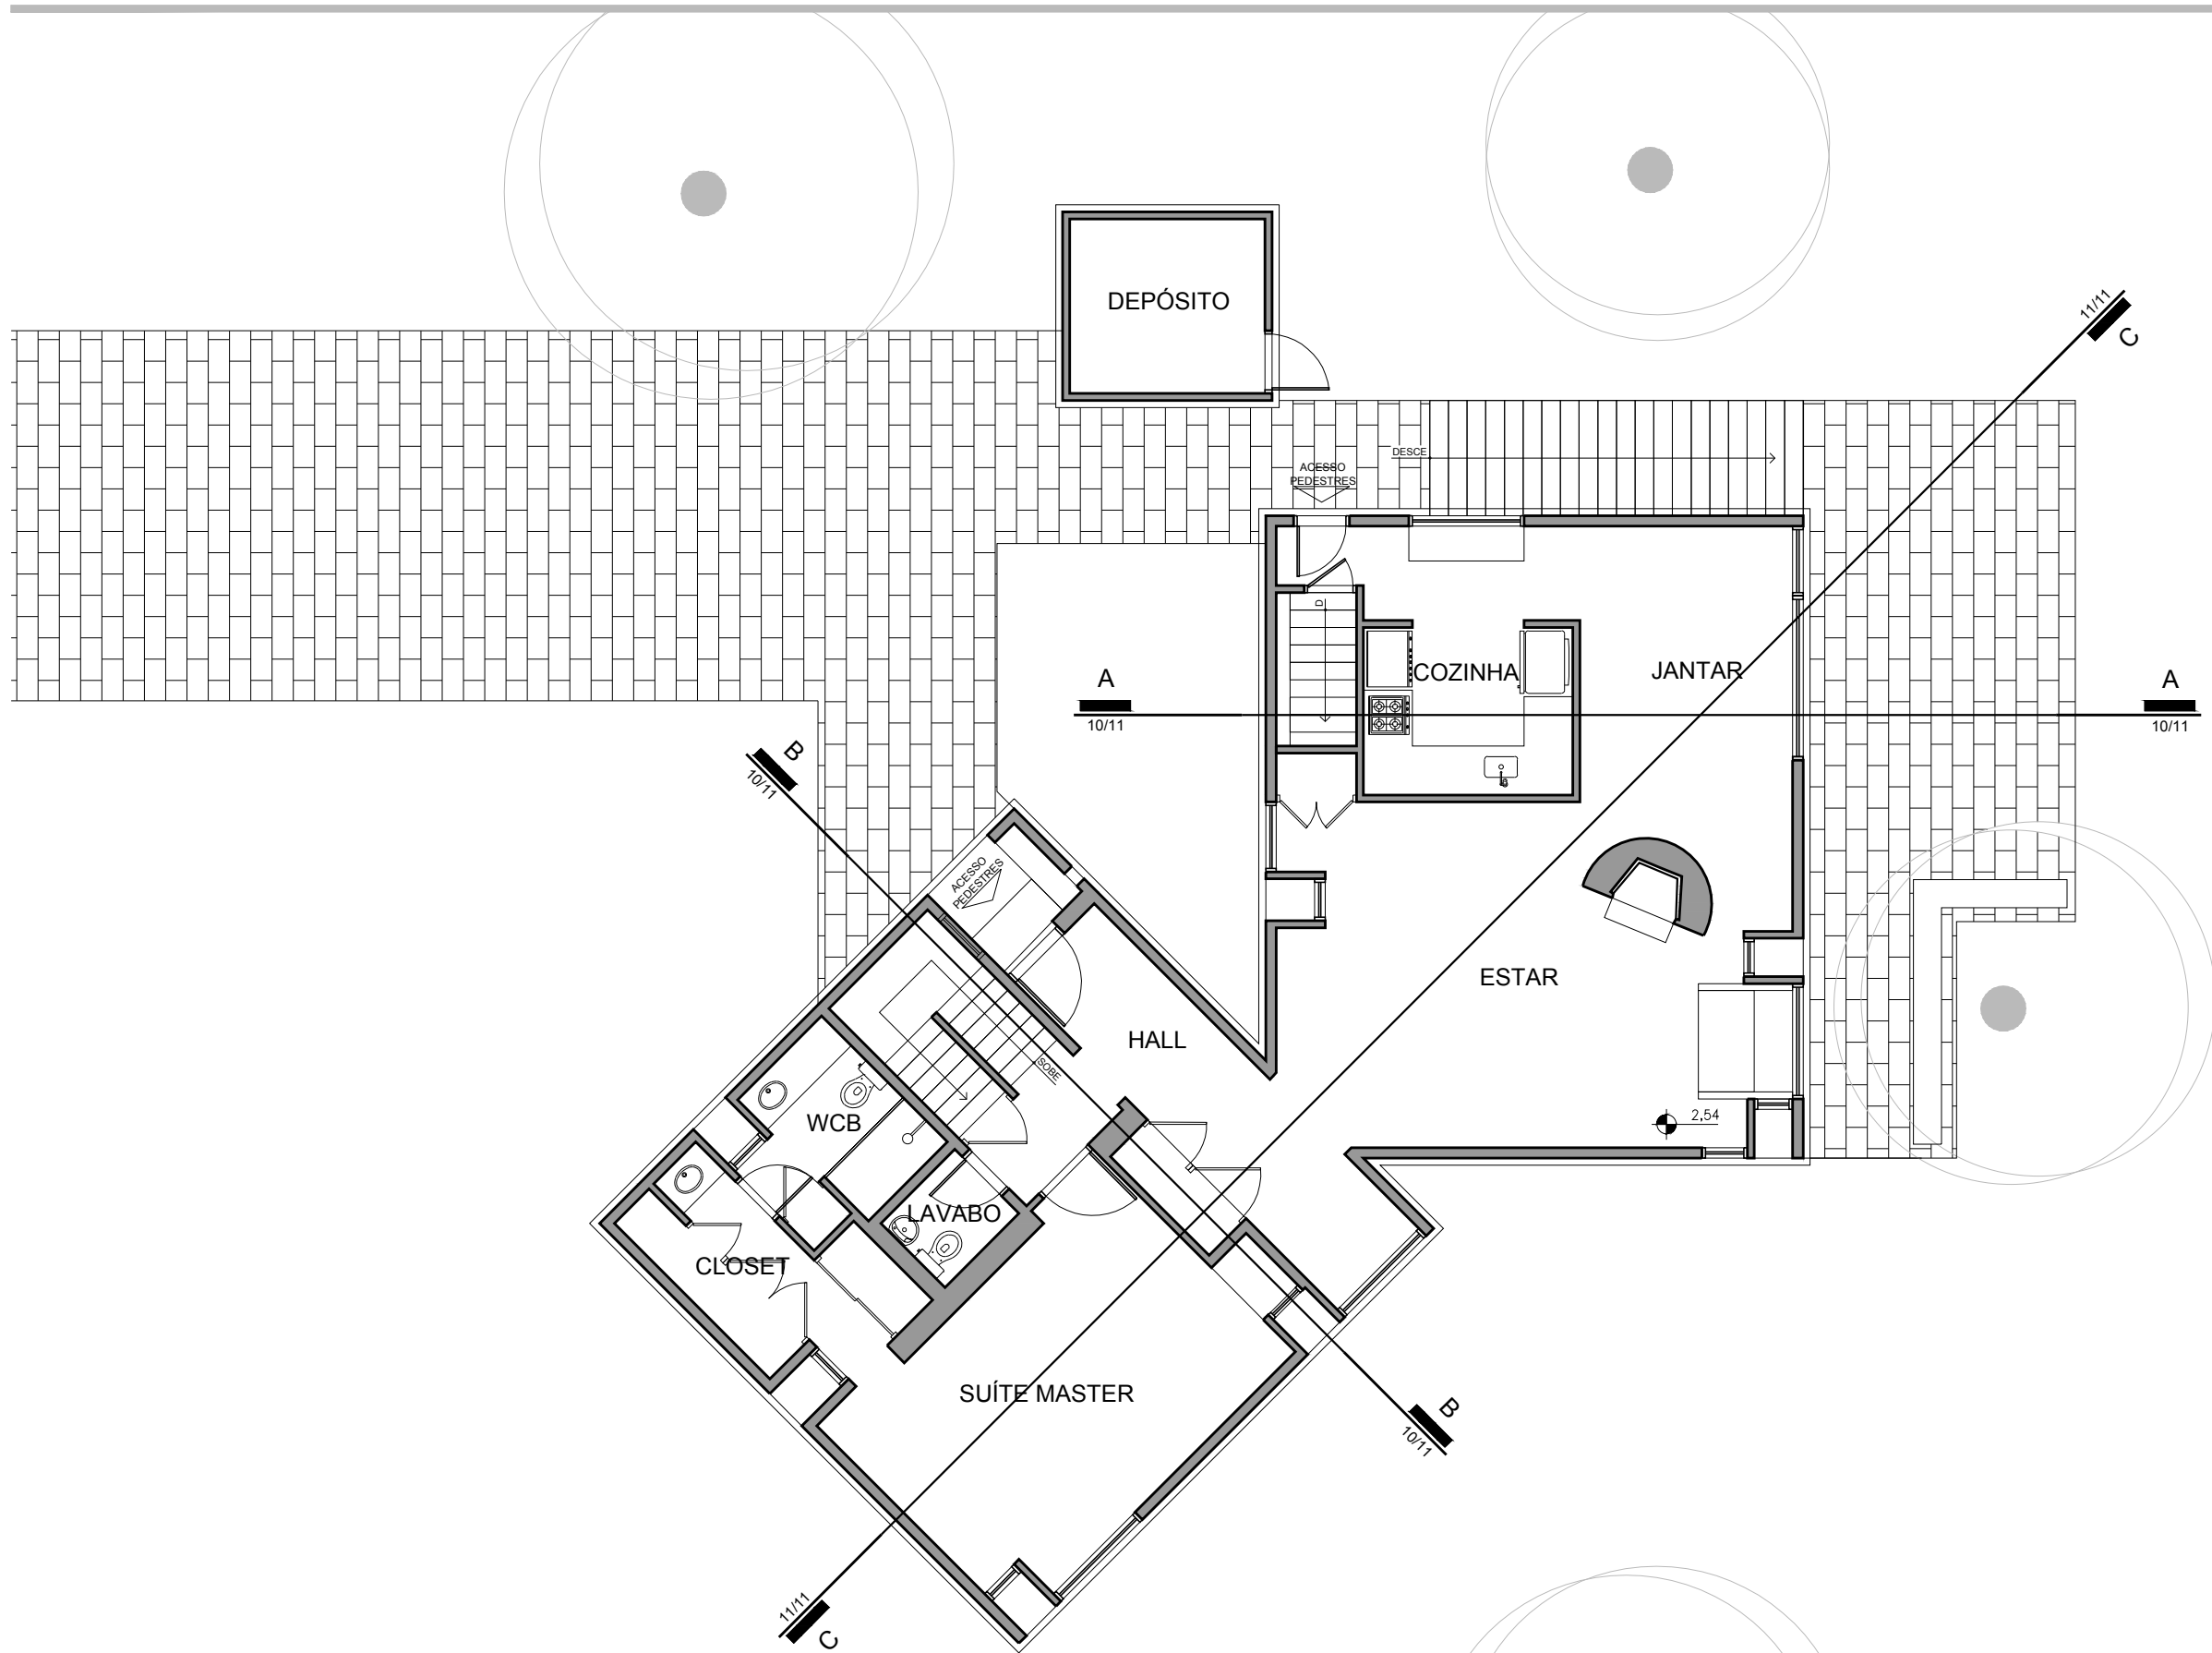 DEPÓSITO
11/11
C
DESCE
ACESSO
PEDESTRES
D
COZINHA
JANTAR
A
10/11
A
10/11
B
10/11
ACESSO
PEDESTRES
ESTAR
HALL
SOBE
WCB
2,54
LAVABO
CLOSET
SUÍTE MASTER
B
10/11
11/11
C